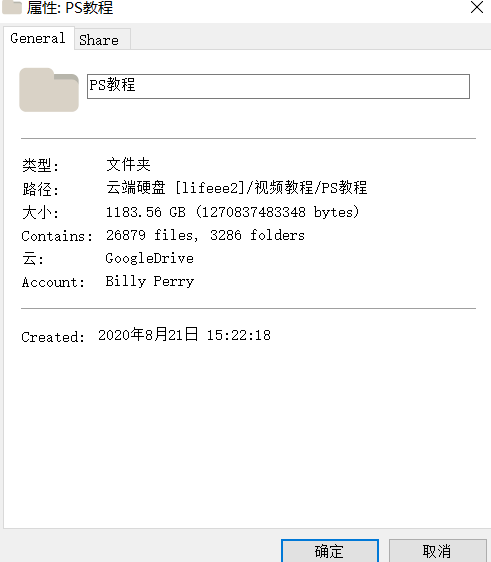 属性: PS教程
General Share
PS教程
类型: 文件夹
路径: 云端硬盘 [lifeee2]/视频教程/PS教程
大小: 1183.56 GB (1270837483348 bytes)
Contains: 26879 files, 3286 folders
云: GoogleDrive
Account: Billy Perry
Created: 2020年8月21日 15:22:18
确定 取消